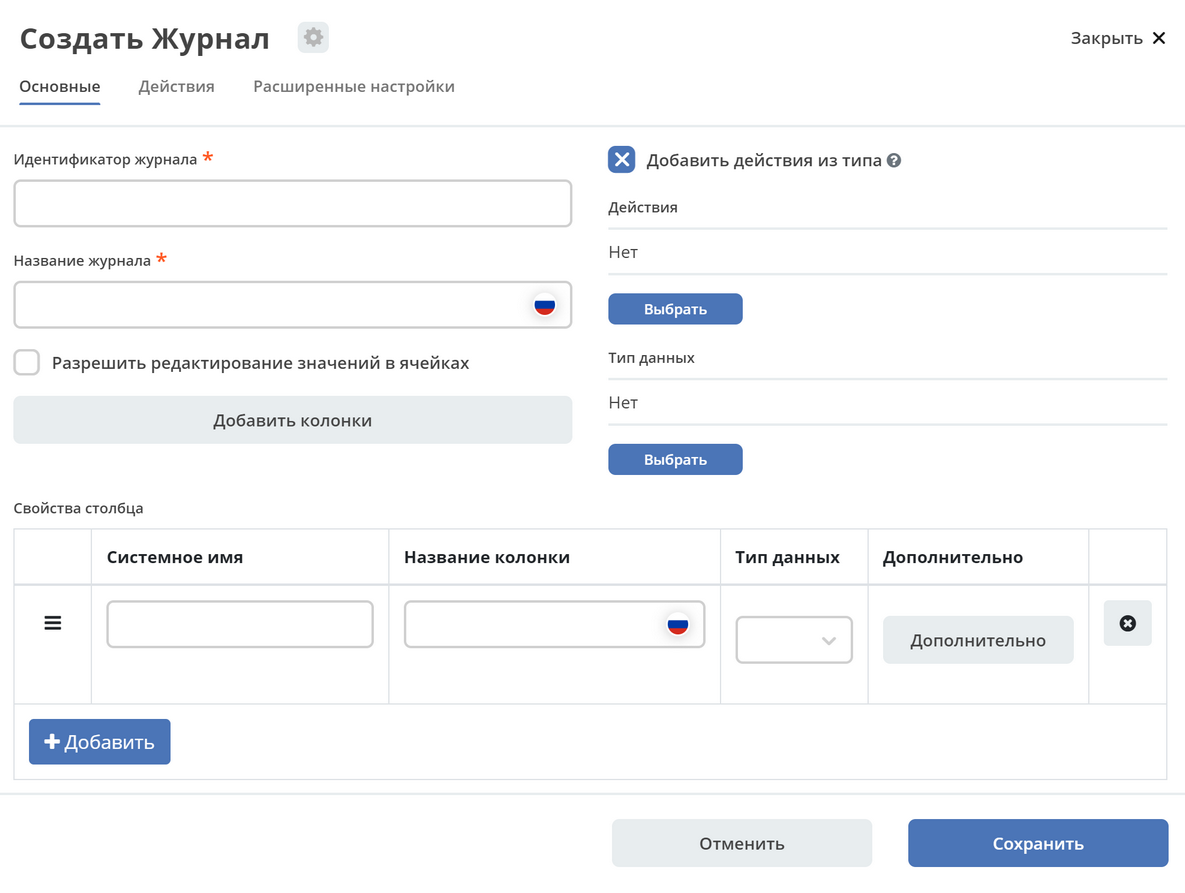 Создать Журнал
Закрыть
Основные Действия Расширенные настройки
Идентификатор журнала *
Название журнала *
Разрешить редактирование значений в ячейках
Добавить колонки
Добавить действия из типа ?
Действия
Нет
Выбрать
Тип данных
Нет
Выбрать
Свойства столбца
Системное имя Название колонки Тип данных Дополнительно
Дополнительно
+ Добавить
Отменить Сохранить